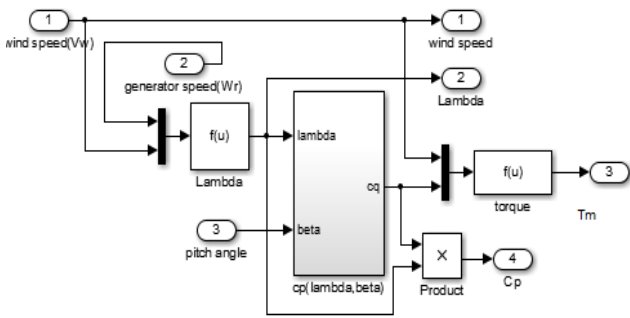 1
1
wind speed(Vw)
wind speed
2
2
generator speed(Wr)
Lambda
f(u)
lambda
Lambda
f(u)
3
cq
torque
Tm
3
beta
pitch angle
X
4
cp(lambda,beta)
Product
Cp